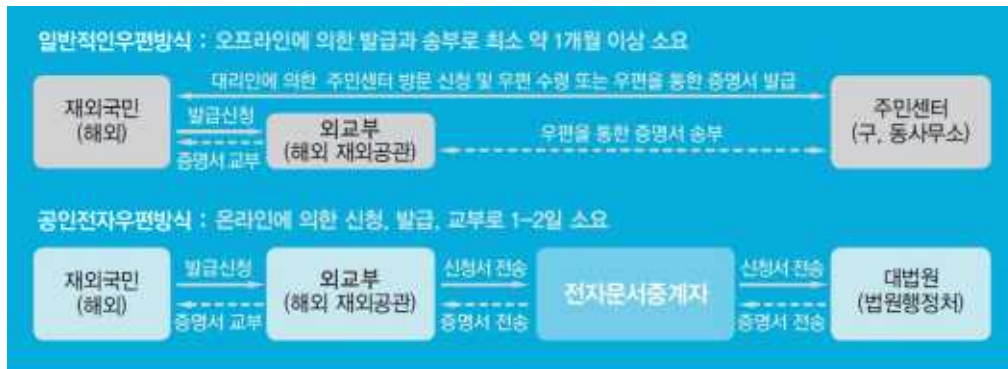 일반적인우편방식 : 오프라인에 의한 발급과 송부로 최소 약 1개월 이상 소요
대리인에 의한 주민센터 방문 신청 및 우편 수령 또는 우편을 통한 증명서 발급
재외국민
(해외)
발급신청
증명서 교부
외교부
(해외 재외공관)
우편을 통한 증명서 송부
주민센터
(구, 동사무소)
공인전자우편방식 : 온라인에 의한 신청, 발급, 교부로 1-2일 소요
재외국민
(해외)
발급신청
증명서 교부
외교부
(해외 재외공관)
신청서 전송
증명서 전송
전자문서중계자
신청서 전송
증명서 전송
대법원
(법원행정처)